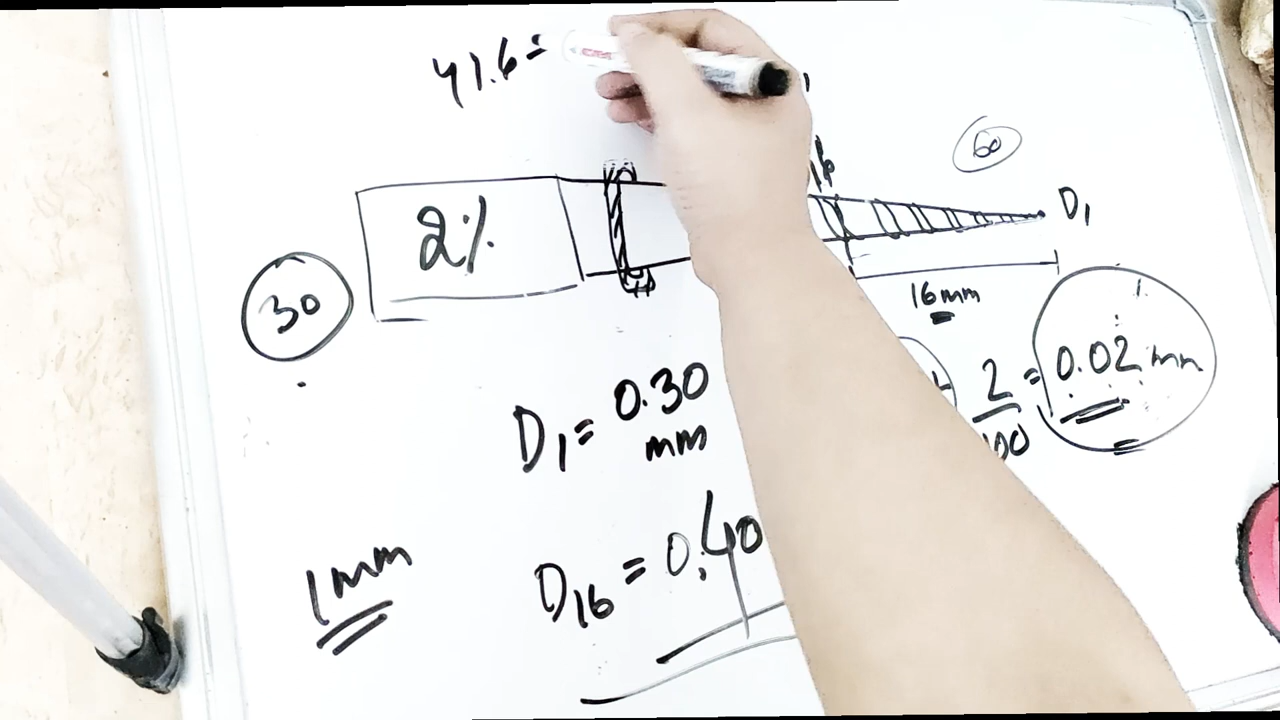 41.6=
60
16
D1
2%
30
16mm
D1= 0.30
mm
2
100
= 0.02 mm
D16 = 0.40
1mm